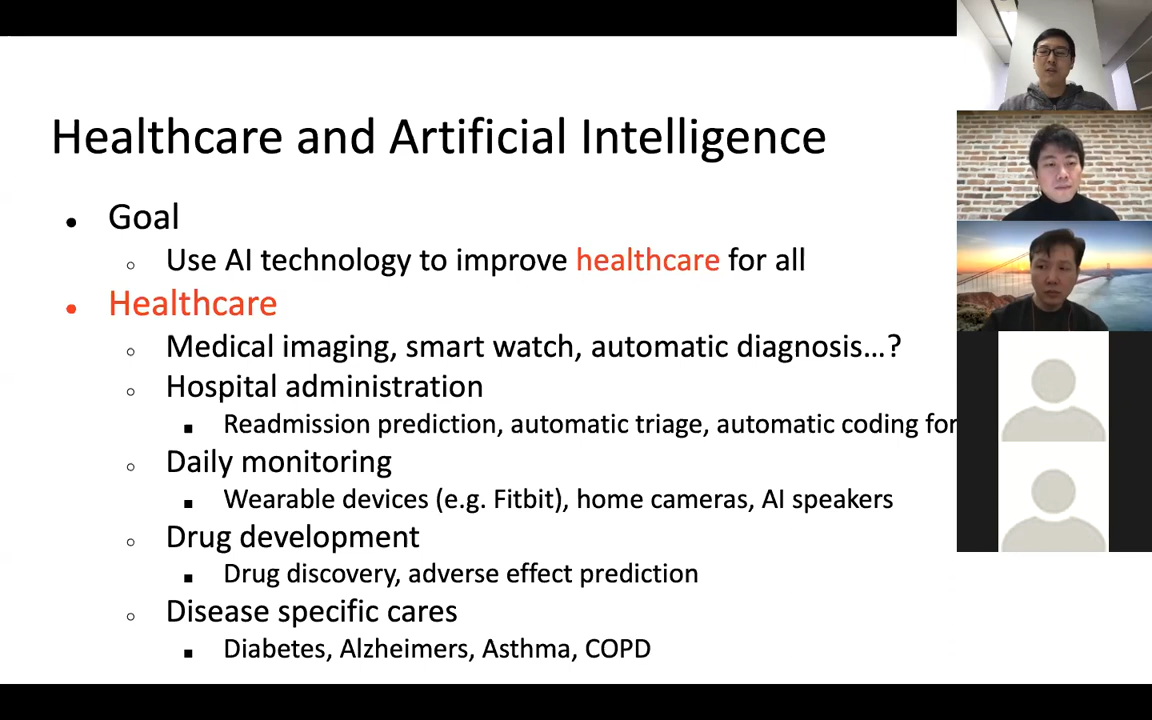 Healthcare and Artificial Intelligence
● Goal
○ Use AI technology to improve healthcare for all
● Healthcare
○ Medical imaging, smart watch, automatic diagnosis…?
○ Hospital administration
■ Readmission prediction, automatic triage, automatic coding for
○ Daily monitoring
■ Wearable devices (e.g. Fitbit), home cameras, AI speakers
○ Drug development
■ Drug discovery, adverse effect prediction
○ Disease specific cares
■ Diabetes, Alzheimers, Asthma, COPD